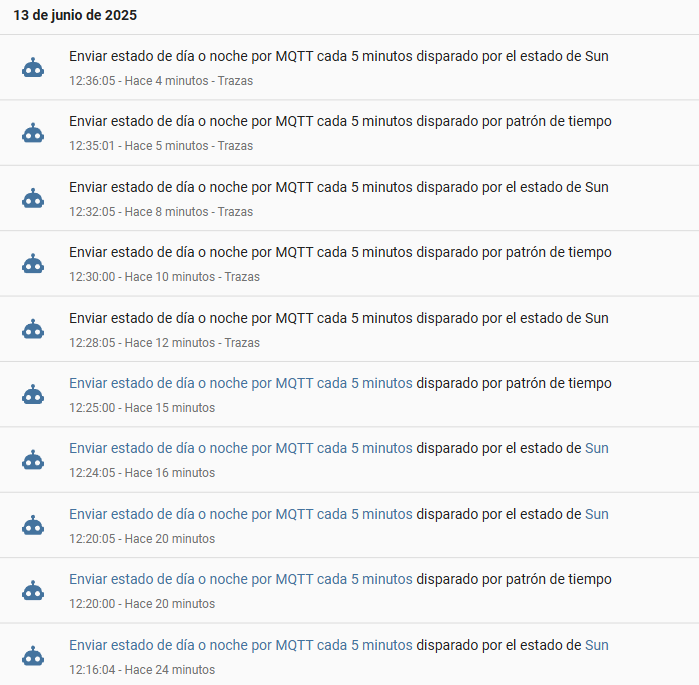 13 de junio de 2025
Enviar estado de día o noche por MQTT cada 5 minutos disparado por el estado de Sun
12:36:05 - Hace 4 minutos - Trazas
Enviar estado de día o noche por MQTT cada 5 minutos disparado por patrón de tiempo
12:35:01 - Hace 5 minutos - Trazas
Enviar estado de día o noche por MQTT cada 5 minutos disparado por el estado de Sun
12:32:05 - Hace 8 minutos - Trazas
Enviar estado de día o noche por MQTT cada 5 minutos disparado por patrón de tiempo
12:30:00 - Hace 10 minutos - Trazas
Enviar estado de día o noche por MQTT cada 5 minutos disparado por el estado de Sun
12:28:05 - Hace 12 minutos - Trazas
Enviar estado de día o noche por MQTT cada 5 minutos disparado por patrón de tiempo
12:25:00 - Hace 15 minutos
Enviar estado de día o noche por MQTT cada 5 minutos disparado por el estado de Sun
12:24:05 - Hace 16 minutos
Enviar estado de día o noche por MQTT cada 5 minutos disparado por el estado de Sun
12:20:05 - Hace 20 minutos
Enviar estado de día o noche por MQTT cada 5 minutos disparado por patrón de tiempo
12:20:00 - Hace 20 minutos
Enviar estado de día o noche por MQTT cada 5 minutos disparado por el estado de Sun
12:16:04 - Hace 24 minutos